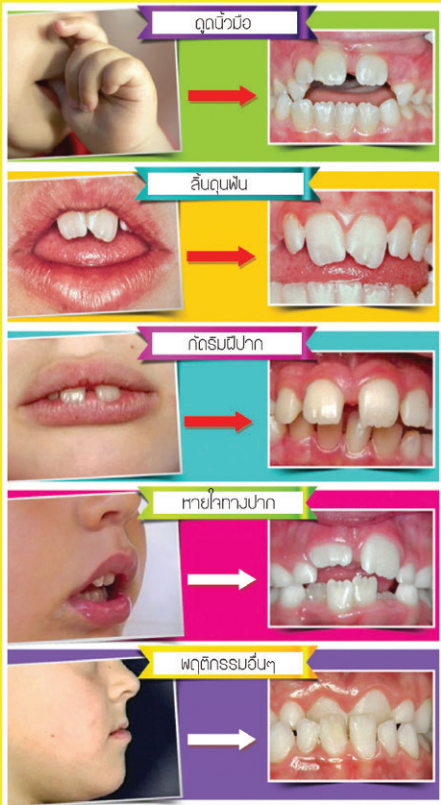 ดูดนิ้วมือ
ลิ้นดุนฟัน
กัดริมฝีปาก
หายใจทางปาก
พฤติกรรมอื่นๆ